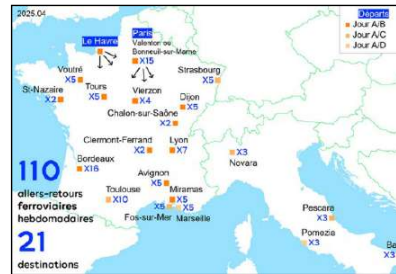 2025.04
Départs
Jour A/B
Jour A/C
Jour A/D
Le Havre
Paris
Valenton ou
Bonneuil-sur-Marne
X15
Strasbourg
X5
Voutré
X5
Tours
X5
St-Nazaire
X2
Vierzon
X4
Dijon
X5
Chalon-sur-Saône
X2
Clermont-Ferrand
X2
Lyon
X7
Bordeaux
X16
Novara
X3
Avignon
X5
Toulouse
X10
Miramas
X5
Fos-sur-Mer
X6
Marseille
X5
Pescara
X3
Pomezia
X3
Ba
X3
110
allers-retours
ferroviaires
hebdomadaires
21
destinations